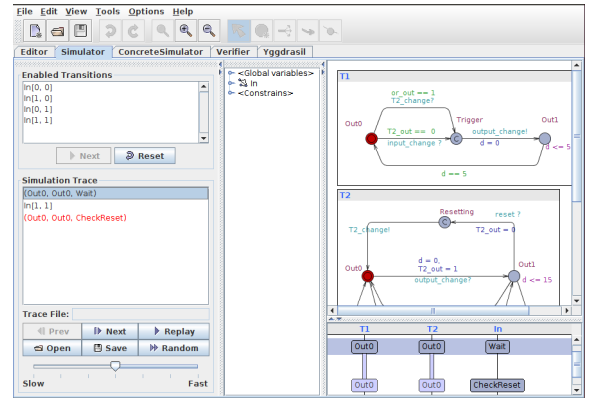 File Edit View Tools Options Help
Editor Simulator ConcreteSimulator Verifier Yggdrasil
Enabled Transitions
In[0, 0]
In[1, 0]
In[0, 1]
In[1, 1]
Next Reset
Simulation Trace
(Out0, Out0, Wait)
In[1, 1]
(Out0, Out0, CheckReset)
Trace File:
Prev Next Replay
Open Save Random
Slow Fast
<Global variables>
In
<Constrains>
T1
or_out == 1
T2_change?
Out0
Trigger
Out1
T2_out == 0
output_change!
input_change ?
C
d = 0
d <= 5
d == 5
T2
Resetting
reset ?
C
T2_change!
T2_out = 0
d = 0,
Out0
T2_out = 1
Out1
output_change?
d <= 15
T1 T2 In
Out0 Out0 Wait
Out0 Out0 CheckReset